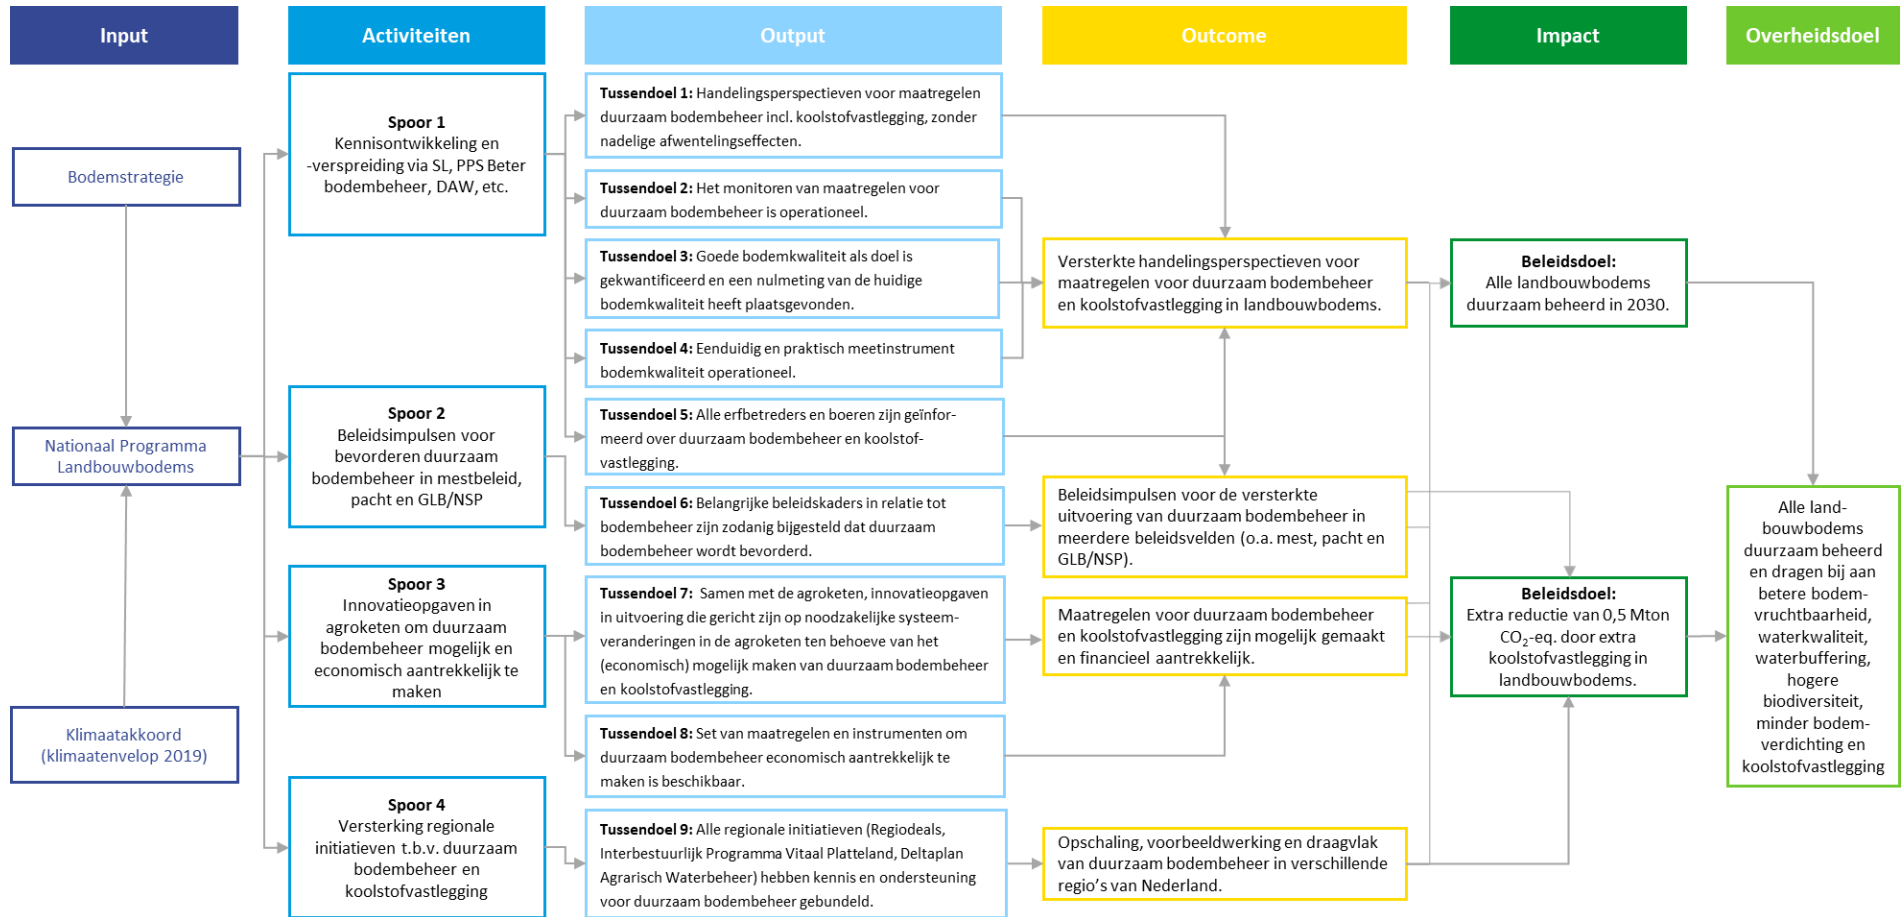 Input
Activiteiten
Output
Outcome
Impact
Overheidsdoel
Bodemstrategie
Nationaal Programma
Landbouwbodems
Klimaatakkoord
(klimaatenvelop 2019)
Spoor 1
Kennisontwikkeling en
-verspreiding via SL, PPS Beter
bodembeheer, DAW, etc.
Spoor 2
Beleidsimpulsen voor
bevorderen duurzaam
bodembeheer in mestbeleid,
pacht en GLB/NSP
Spoor 3
Innovatieopgaven in
agroketen om duurzaam
bodembeheer mogelijk en
economisch aantrekkelijk te
maken
Spoor 4
Versterking regionale
initiatieven t.b.v. duurzaam
bodembeheer en
koolstofvastlegging
Tussendoel 1: Handelingsperspectieven voor maatregelen
duurzaam bodembeheer incl. koolstofvastlegging, zonder
nadelige afwentelingseffecten.
Tussendoel 2: Het monitoren van maatregelen voor
duurzaam bodembeheer is operationeel.
Tussendoel 3: Goede bodemkwaliteit als doel is
gekwantificeerd en een nulmeting van de huidige
bodemkwaliteit heeft plaatsgevonden.
Tussendoel 4: Eenduidig en praktisch meetinstrument
bodemkwaliteit operationeel.
Tussendoel 5: Alle erfbetreders en boeren zijn geïnfor-
meerd over duurzaam bodembeheer en koolstof-
vastlegging.
Tussendoel 6: Belangrijke beleidskaders in relatie tot
bodembeheer zijn zodanig bijgesteld dat duurzaam
bodembeheer wordt bevorderd.
Tussendoel 7: Samen met de agroketen, innovatieopgaven
in uitvoering die gericht zijn op noodzakelijke systeem-
veranderingen in de agroketen ten behoeve van het
(economisch) mogelijk maken van duurzaam bodembeheer
en koolstofvastlegging.
Tussendoel 8: Set van maatregelen en instrumenten om
duurzaam bodembeheer economisch aantrekkelijk te
maken is beschikbaar.
Tussendoel 9: Alle regionale initiatieven (Regiodeals,
Interbestuurlijk Programma Vitaal Platteland, Deltaplan
Agrarisch Waterbeheer) hebben kennis en ondersteuning
voor duurzaam bodembeheer gebundeld.
Versterkte handelingsperspectieven voor
maatregelen voor duurzaam bodembeheer
en koolstofvastlegging in landbouwbodems.
Beleidsimpulsen voor de versterkte
uitvoering van duurzaam bodembeheer in
meerdere beleidsvelden (o.a. mest, pacht en
GLB/NSP).
Maatregelen voor duurzaam bodembeheer
en koolstofvastlegging zijn mogelijk gemaakt
en financieel aantrekkelijk.
Opschaling, voorbeeldwerking en draagvlak
van duurzaam bodembeheer in verschillende
regio's van Nederland.
Beleidsdoel:
Alle landbouwbodems
duurzaam beheerd in 2030.
Beleidsdoel:
Extra reductie van 0,5 Mton
CO₂-eq. door extra
koolstofvastlegging in
landbouwbodems.
Alle land-
bouwbodems
duurzaam beheerd
en dragen bij aan
betere bodem-
vruchtbaarheid,
waterkwaliteit,
waterbuffering,
hogere
biodiversiteit,
minder bodem-
verdichting en
koolstofvastlegging